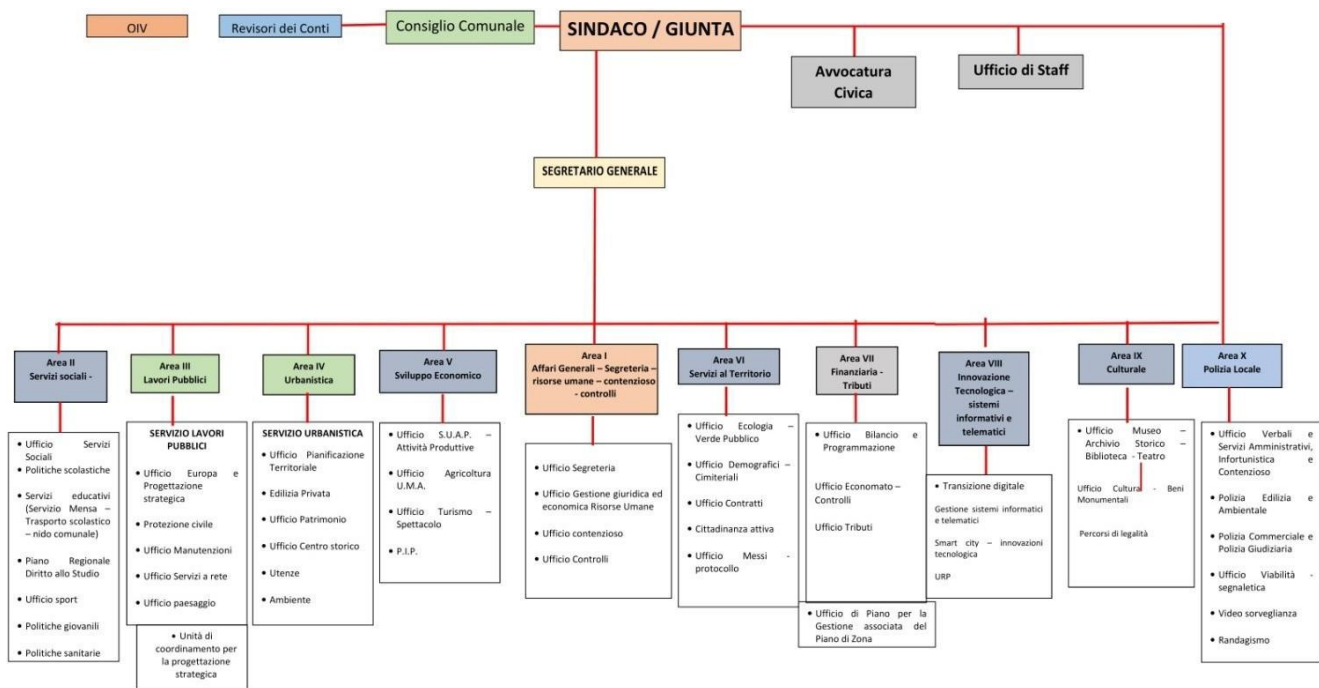 OIV
Revisori dei Conti
Consiglio Comunale
SINDACO / GIUNTA
Avvocatura
Civica
Ufficio di Staff
SEGRETARIO GENERALE
Area II
Servizi sociali -
• Ufficio Servizi
Sociali
• Politiche scolastiche
• Servizi educativi
(Servizio Mensa –
Trasporto scolastico
– nido comunale)
• Piano Regionale
Diritto allo Studio
• Ufficio sport
• Politiche giovanili
• Politiche sanitarie
Area III
Lavori Pubblici
SERVIZIO LAVORI
PUBBLICI
• Ufficio Europa e
Progettazione
strategica
• Protezione civile
• Ufficio Manutenzioni
• Ufficio Servizi a rete
• Ufficio paesaggio
• Unità di
coordinamento per
la progettazione
strategica
Area IV
Urbanistica
SERVIZIO URBANISTICA
• Ufficio Pianificazione
Territoriale
• Edilizia Privata
• Ufficio Patrimonio
• Ufficio Centro storico
• Utenze
• Ambiente
Area V
Sviluppo Economico
• Ufficio S.U.A.P. –
Attività Produttive
• Ufficio Agricoltura
U.M.A.
• Ufficio Turismo –
Spettacolo
• P.I.P.
Area I
Affari Generali – Segreteria –
risorse umane – contenzioso
- controlli
• Ufficio Segreteria
• Ufficio Gestione giuridica ed
economica Risorse Umane
• Ufficio contenzioso
• Ufficio Controlli
Area VI
Servizi al Territorio
• Ufficio Ecologia –
Verde Pubblico
• Ufficio Demografici –
Cimiteriali
• Ufficio Contratti
• Cittadinanza attiva
• Ufficio Messi -
protocollo
Area VII
Finanziaria -
Tributi
• Ufficio Bilancio e
Programmazione
Ufficio Economato –
Controlli
Ufficio Tributi
• Ufficio di Piano per la
Gestione associata del
Piano di Zona
Area VIII
Innovazione
Tecnologica –
sistemi
informativi e
telematici
• Transizione digitale
Gestione sistemi informatici
e telematici
Smart city – innovazioni
tecnologica
URP
Area IX
Culturale
• Ufficio Museo –
Archivio Storico –
Biblioteca - Teatro
Ufficio Cultura - Beni
Monumentali
Percorsi di legalità
Area X
Polizia Locale
• Ufficio Verbali e
Servizi Amministrativi,
Infortunistica e
Contenzioso
• Polizia Edilizia e
Ambientale
• Polizia Commerciale e
Polizia Giudiziaria
• Ufficio Viabilità -
segnaletica
• Video sorveglianza
• Randagismo